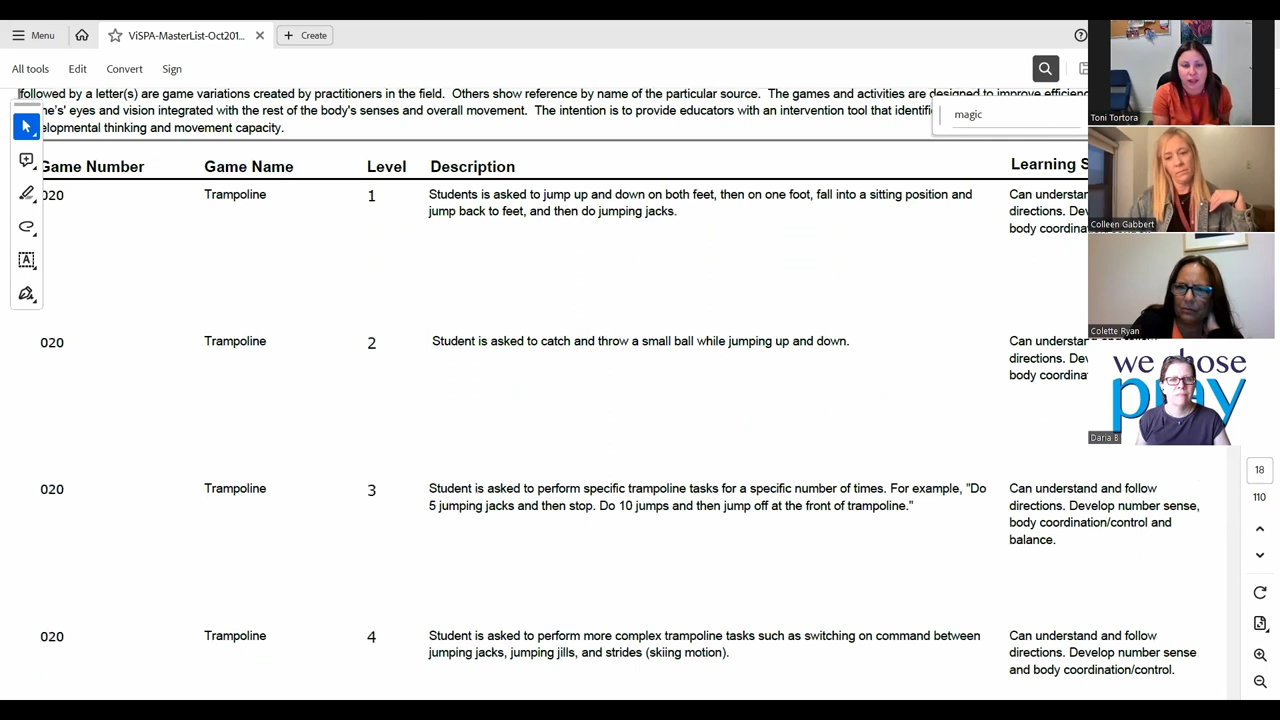 Menu
ViSPA-MasterList-Oct201...
Create
All tools Edit Convert Sign
followed by a letter(s) are game variations created by practitioners in the field. Others show reference by name of the particular source. The games and activities are designed to improve
eyes and vision integrated with the rest of the body's senses and overall movement. The intention is to provide educators with an intervention tool that
thinking and movement capacity.
magic
Game Number Game Name Level Description Learning S
020 Trampoline 1 Students is asked to jump up and down on both feet, then on one foot, fall into a sitting position and
jump back to feet, and then do jumping jacks.
Can
directions.
body
020 Trampoline 2 Student is asked to catch and throw a small ball while jumping up and down.
Can
directions.
body
020 Trampoline 3 Student is asked to perform specific trampoline tasks for a specific number of times. For example, "Do
5 jumping jacks and then stop. Do 10 jumps and then jump off at the front of trampoline."
Can understand and follow
directions. Develop number sense,
body coordination/control and
balance.
020 Trampoline 4 Student is asked to perform more complex trampoline tasks such as switching on command between
jumping jacks, jumping jills, and strides (skiing motion).
Can understand and follow
directions. Develop number sense
and body coordination/control.
Toni Tortora
Colleen Gabbert
Colette Ryan
we chose
play
Daria B
18
110